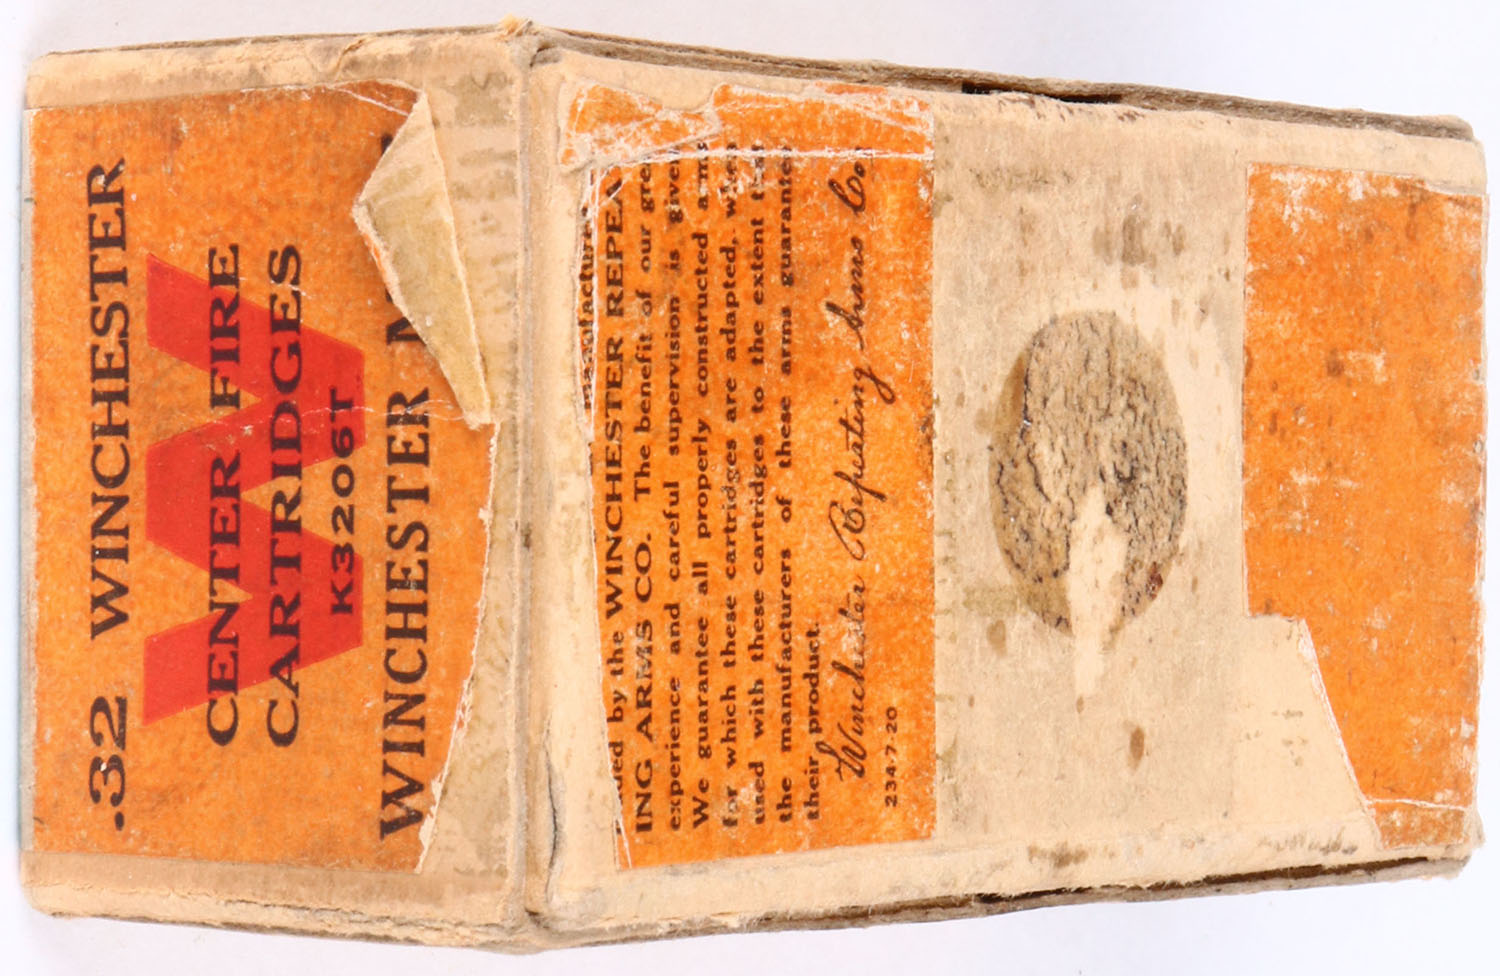 .32 WINCHESTER
CENTER FIRE
CARTRIDGES
K3206T
WINCHESTER
manufacture
by the WINCHESTER REPEA
ING ARMS CO. The benefit of our gre
experience and careful supervision is given
We guarantee all properly constructed arms
for which these cartridges are adapted, when
used with these cartridges to the extent that
the manufacturers of these arms guarantee
their product.
Winchester Repeating Arms Co.
234-7-20
W